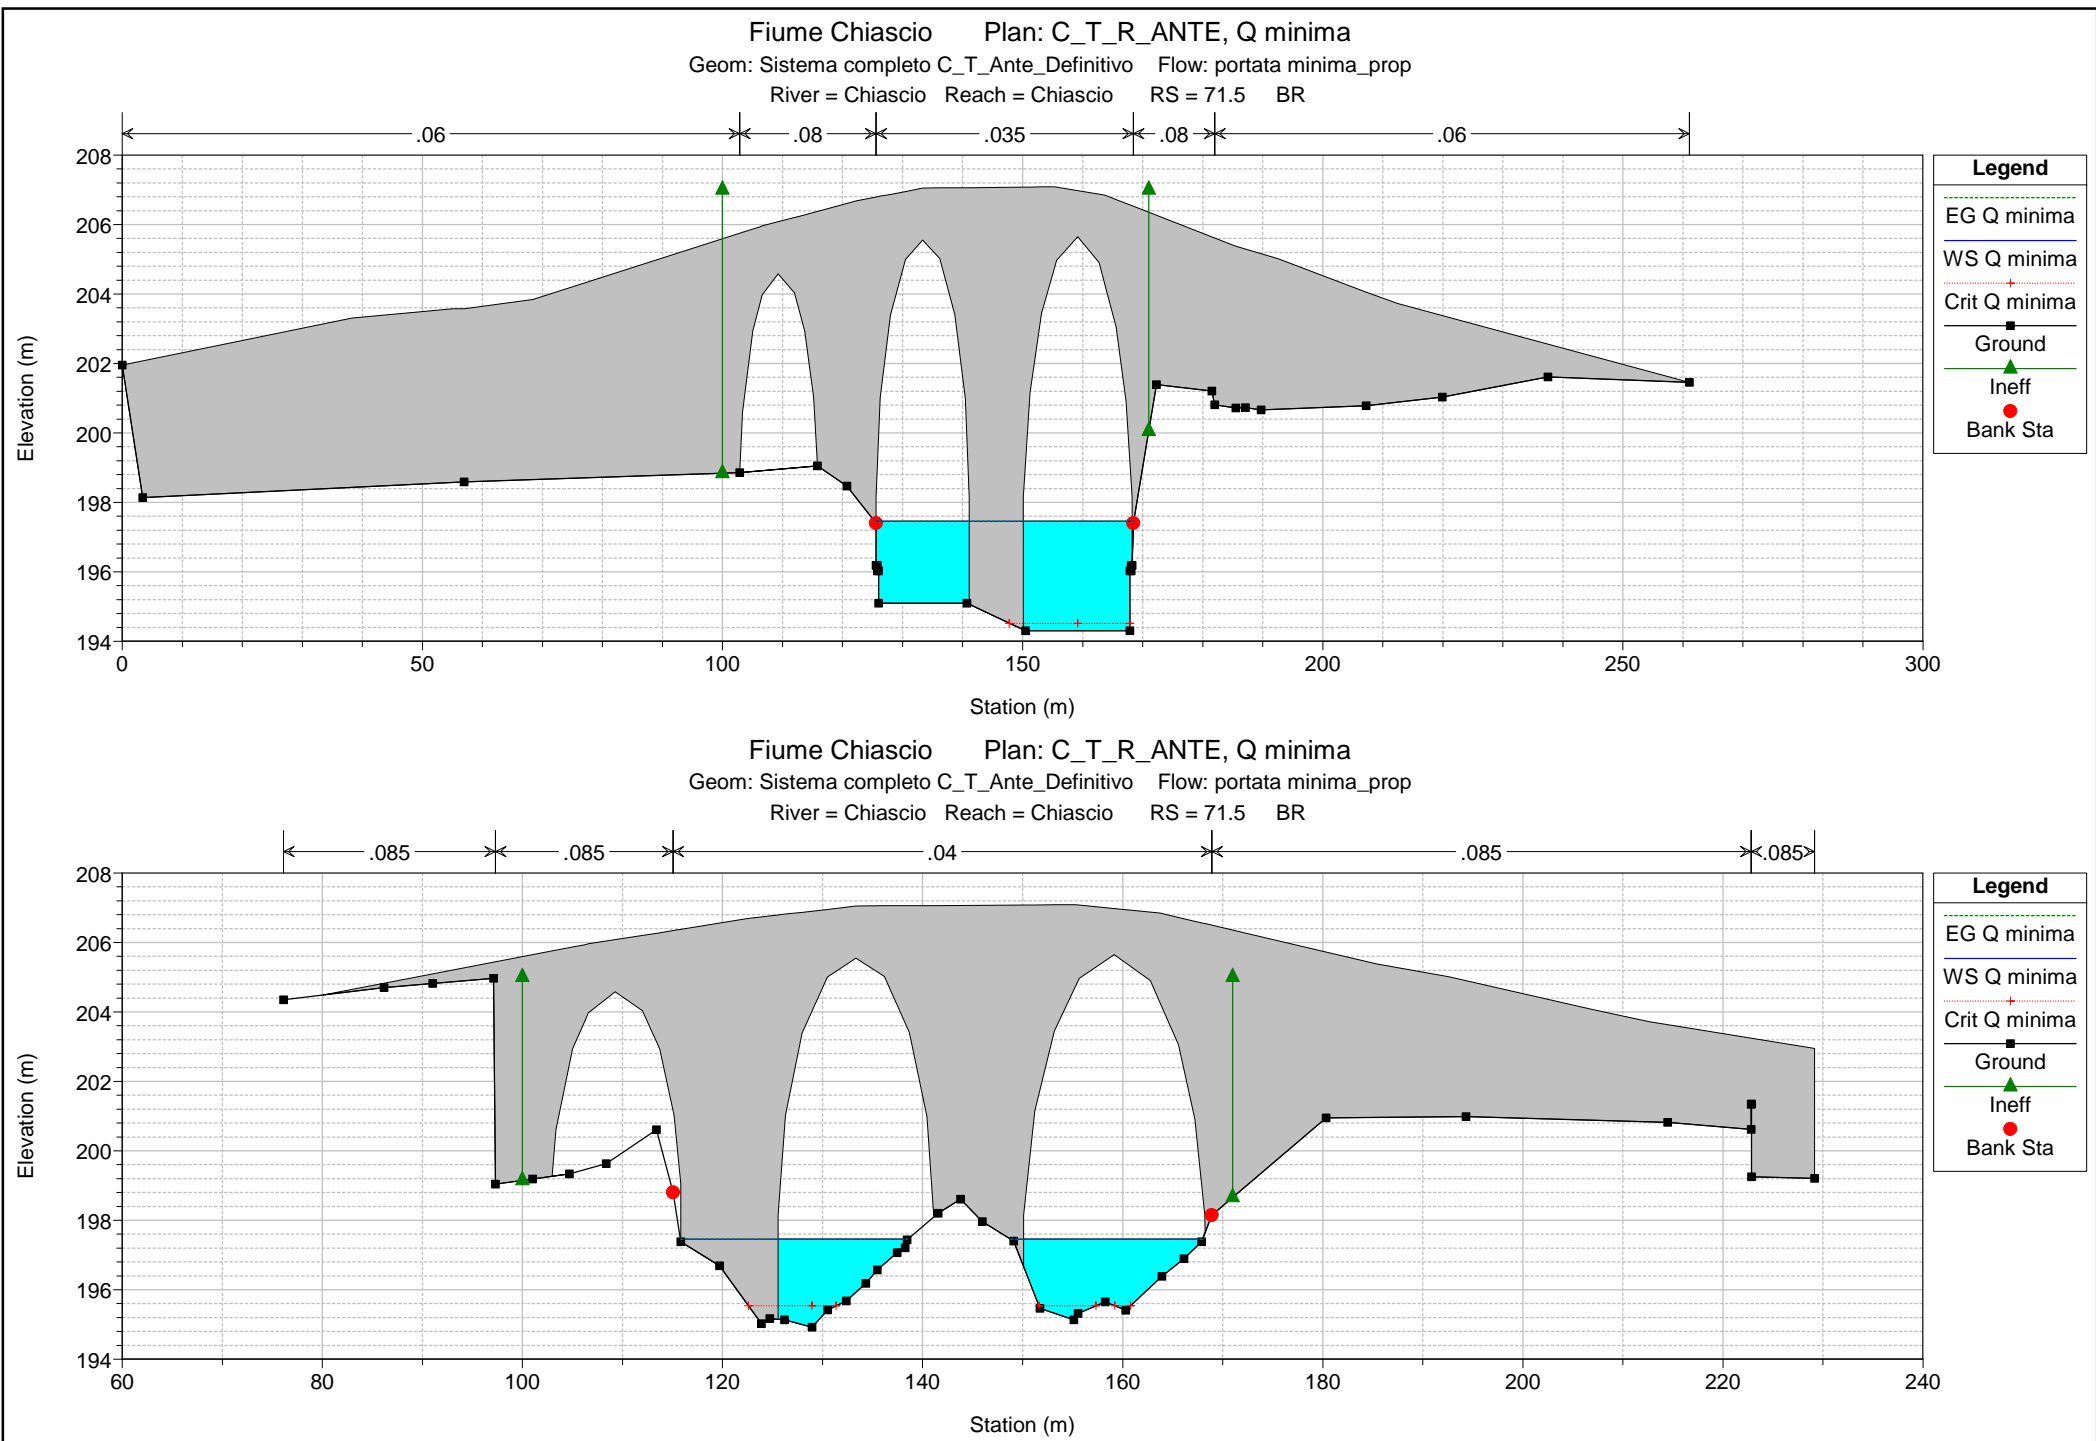 Fiume Chiascio Plan: C_T_R_ANTE, Q minima
Geom: Sistema completo C_T_Ante_Definitivo Flow: portata minima_prop
River = Chiascio Reach = Chiascio RS = 71.5 BR
.06 .08 .035 .08 .06
208
206
204
202
200
198
196
194
Elevation (m)
0 50 100 150 200 250 300
Station (m)
Legend
EG Q minima
WS Q minima
Crit Q minima
Ground
Ineff
Bank Sta
Fiume Chiascio Plan: C_T_R_ANTE, Q minima
Geom: Sistema completo C_T_Ante_Definitivo Flow: portata minima_prop
River = Chiascio Reach = Chiascio RS = 71.5 BR
.085 .085 .04 .085 .085
208
206
204
202
200
198
196
194
Elevation (m)
60 80 100 120 140 160 180 200 220 240
Station (m)
Legend
EG Q minima
WS Q minima
Crit Q minima
Ground
Ineff
Bank Sta